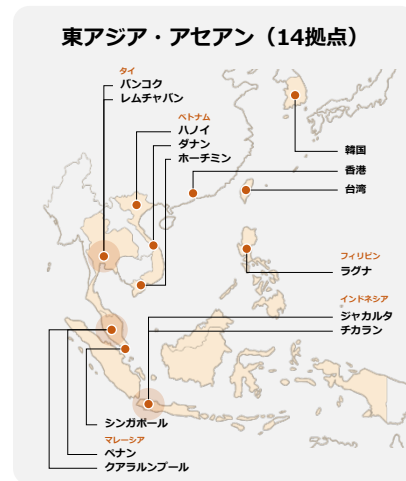 東アジア・アセアン（14拠点）
タイ
バンコク
レムチャバン
ベトナム
ハノイ
ダナン
ホーチミン
韓国
香港
台湾
フィリピン
ラグナ
インドネシア
ジャカルタ
チカラン
シンガポール
マレーシア
ペナン
クアラルンプール